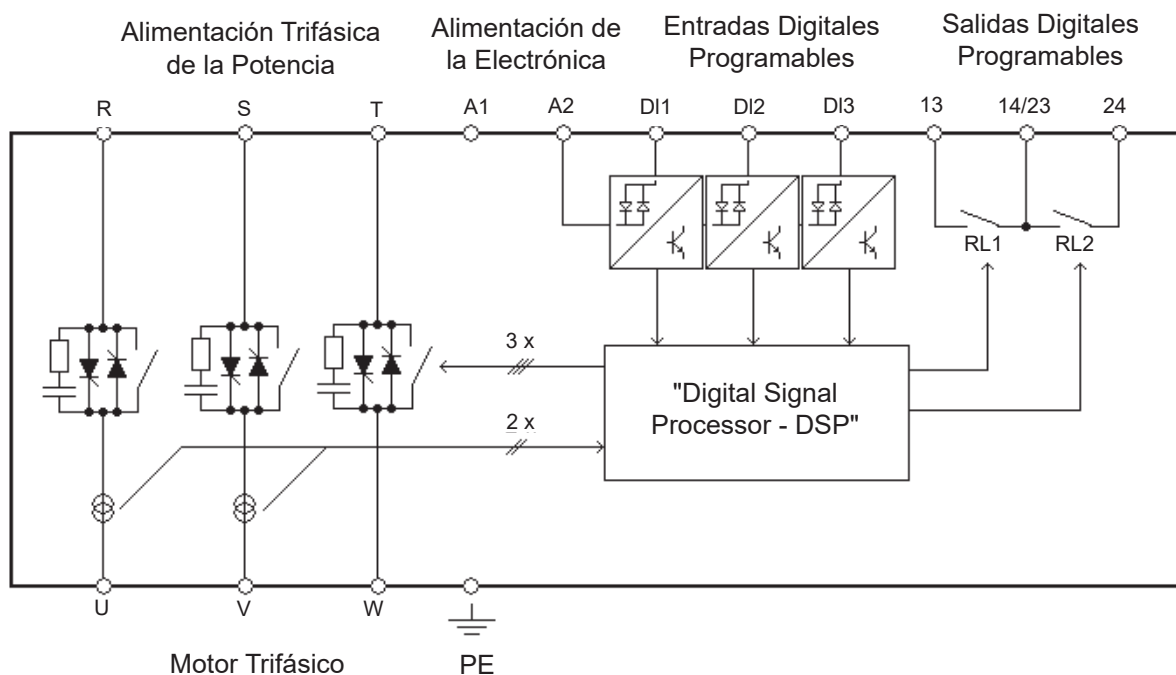 Alimentación Trifásica
de la Potencia
Alimentación de
la Electrónica
Entradas Digitales
Programables
Salidas Digitales
Programables
R
S
T
A1
A2
DI1
DI2
DI3
13
14/23
24
RL1
RL2
3 x
2 x
"Digital Signal
Processor - DSP"
U
V
W
Motor Trifásico
PE